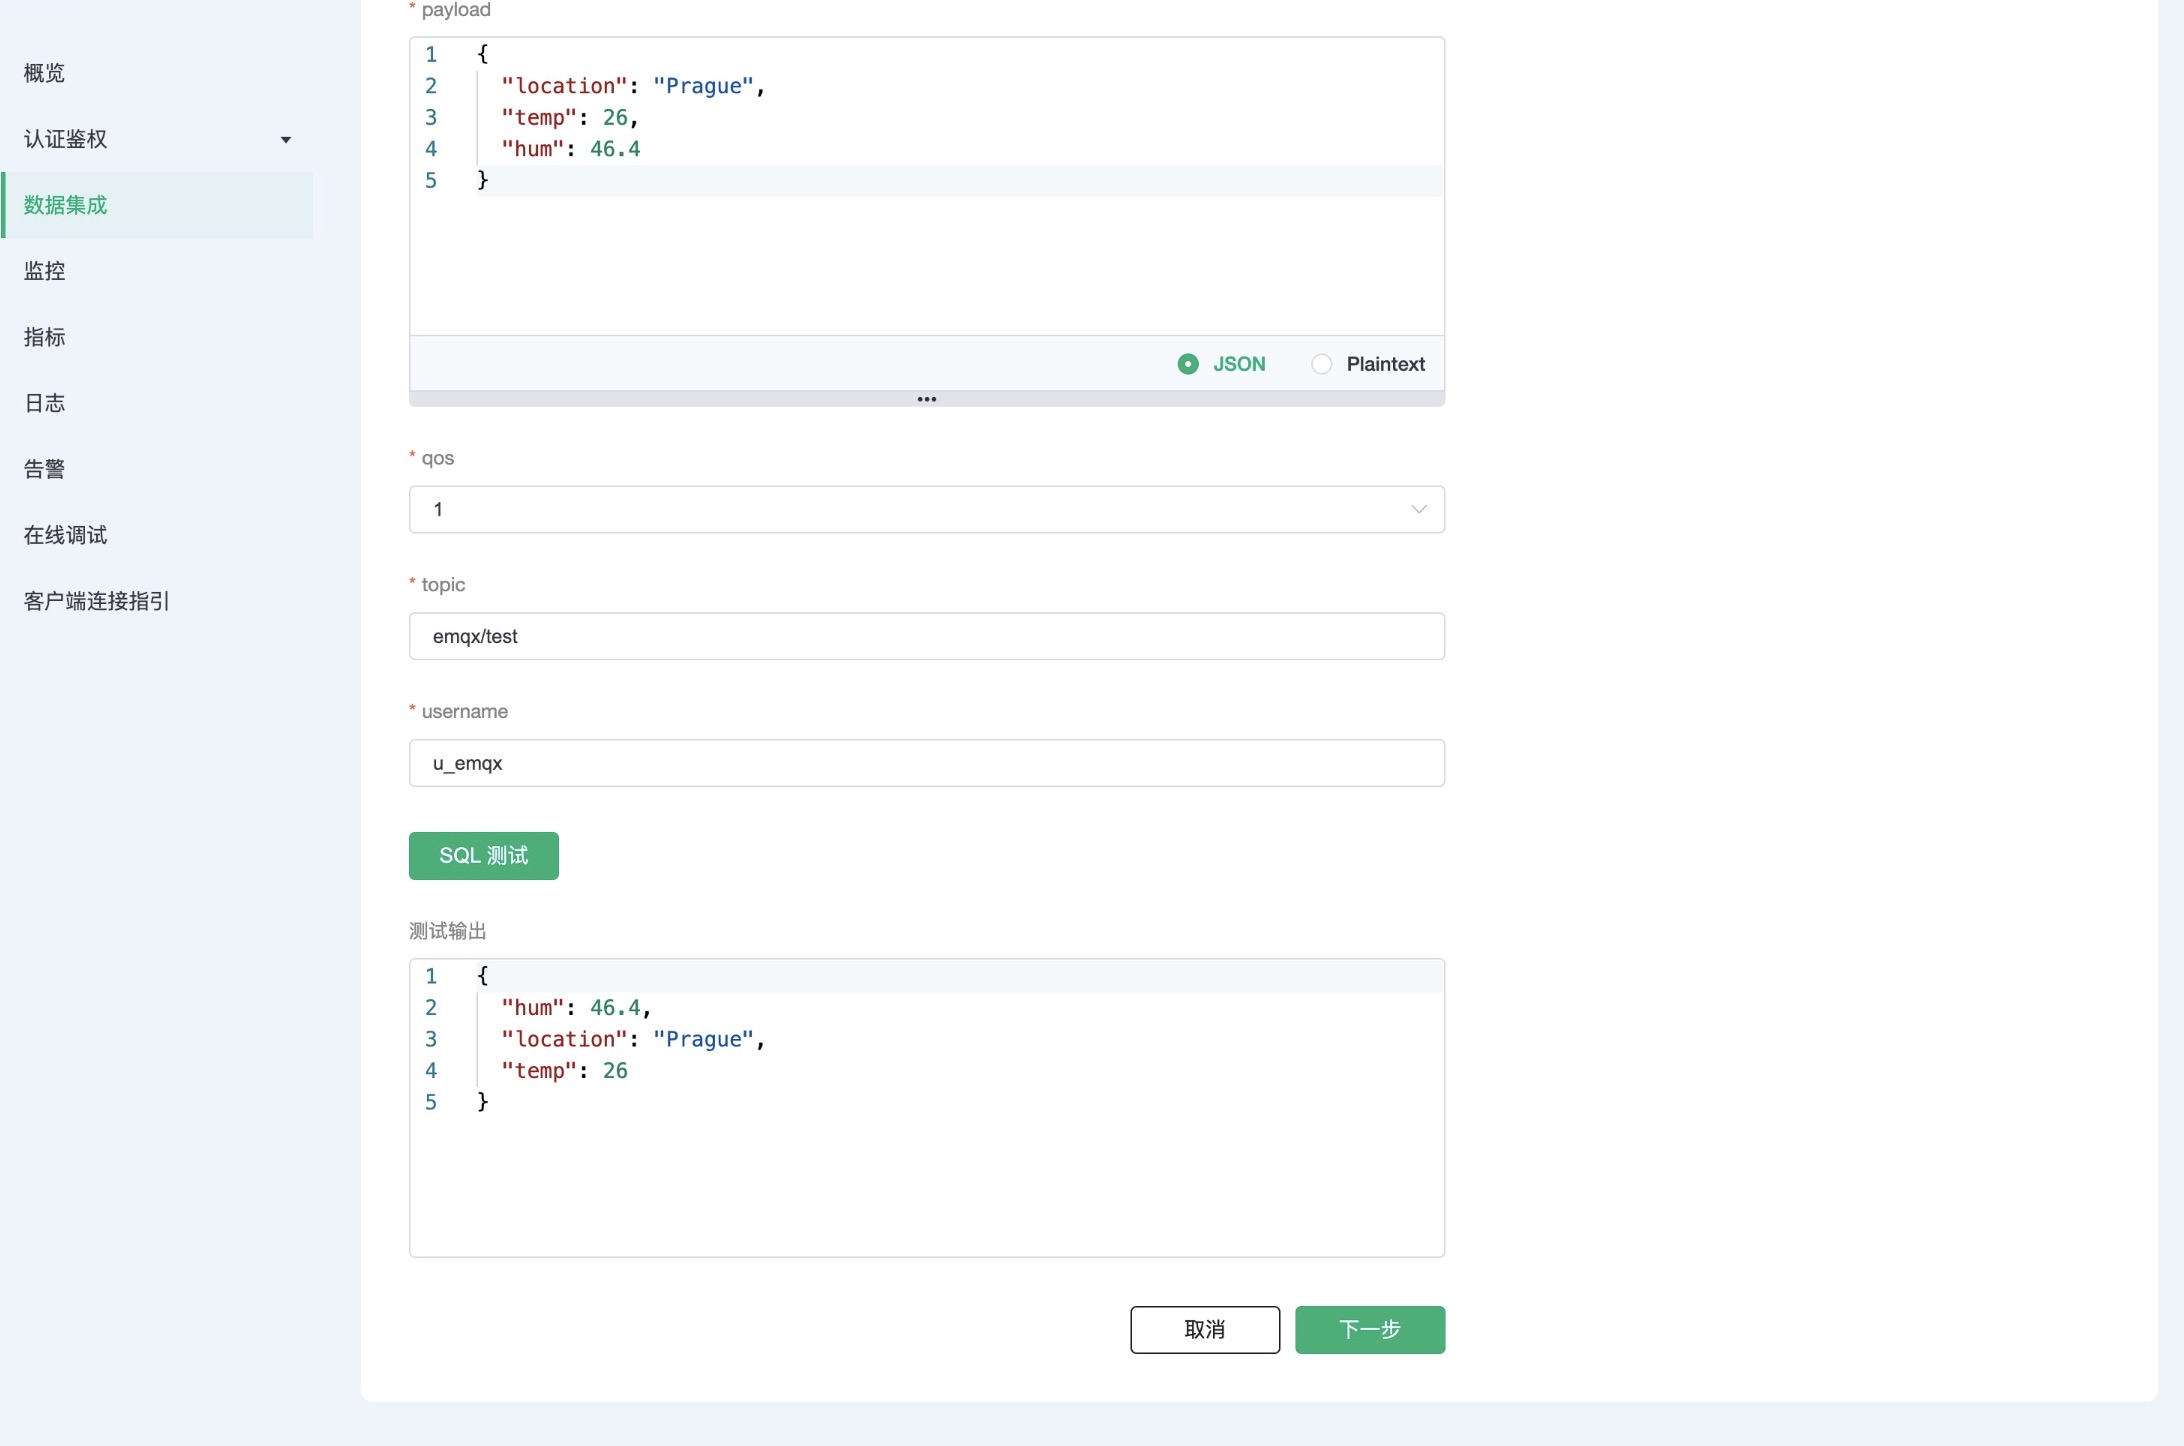 概览
认证鉴权
数据集成
监控
指标
日志
告警
在线调试
客户端连接指引
* payload
1 {
2 "location": "Prague",
3 "temp": 26,
4 "hum": 46.4
5 }
JSON Plaintext
•••
* qos
1
* topic
emqx/test
* username
u_emqx
SQL 测试
测试输出
1 {
2 "hum": 46.4,
3 "location": "Prague",
4 "temp": 26
5 }
取消 下一步